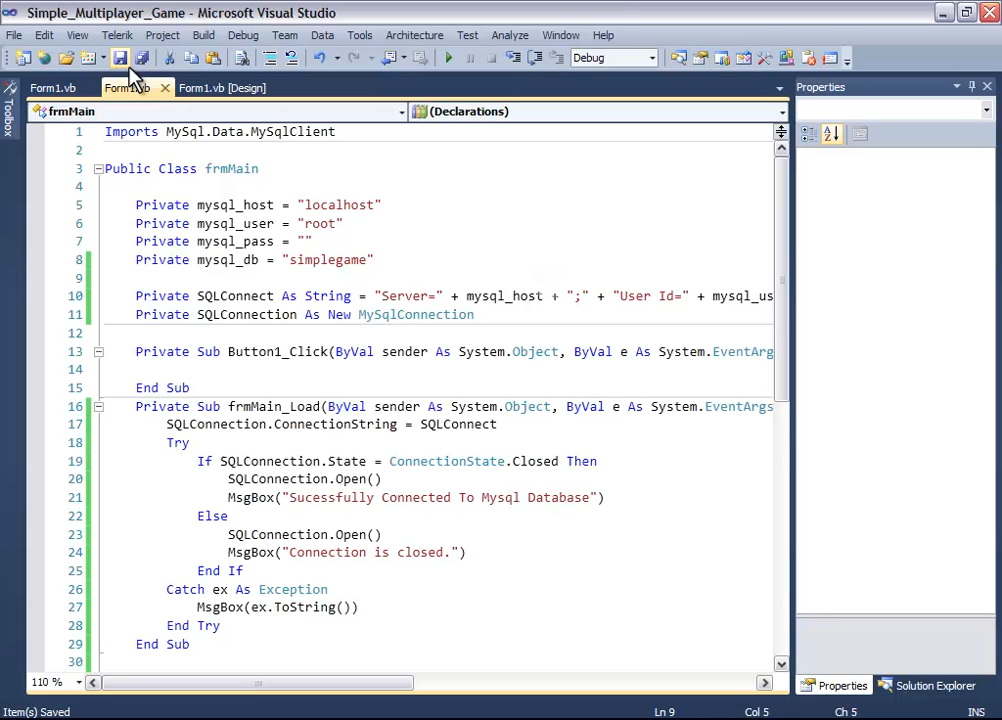 Simple_Multiplayer_Game - Microsoft Visual Studio
File Edit View Telerik Project Build Debug Team Data Tools Architecture Test Analyze Window Help
Debug
Form1.vb Form1.vb Form1.vb [Design]
Properties
Toolbox
frmMain (Declarations)
1 Imports MySql.Data.MySqlClient
2
3 Public Class frmMain
4
5 Private mysql_host = "localhost"
6 Private mysql_user = "root"
7 Private mysql_pass = ""
8 Private mysql_db = "simplegame"
9
10 Private SQLConnect As String = "Server=" + mysql_host + ";" + "User Id=" + mysql_us
11 Private SQLConnection As New MySqlConnection
12
13 Private Sub Button1_Click(ByVal sender As System.Object, ByVal e As System.EventArgs
14
15 End Sub
16 Private Sub frmMain_Load(ByVal sender As System.Object, ByVal e As System.EventArgs
17 SQLConnection.ConnectionString = SQLConnect
18 Try
19 If SQLConnection.State = ConnectionState.Closed Then
20 SQLConnection.Open()
21 MsgBox("Sucessfully Connected To Mysql Database")
22 Else
23 SQLConnection.Open()
24 MsgBox("Connection is closed.")
25 End If
26 Catch ex As Exception
27 MsgBox(ex.ToString())
28 End Try
29 End Sub
30
110 %
Properties Solution Explorer
Item(s) Saved Ln 9 Col 5 Ch 5 INS